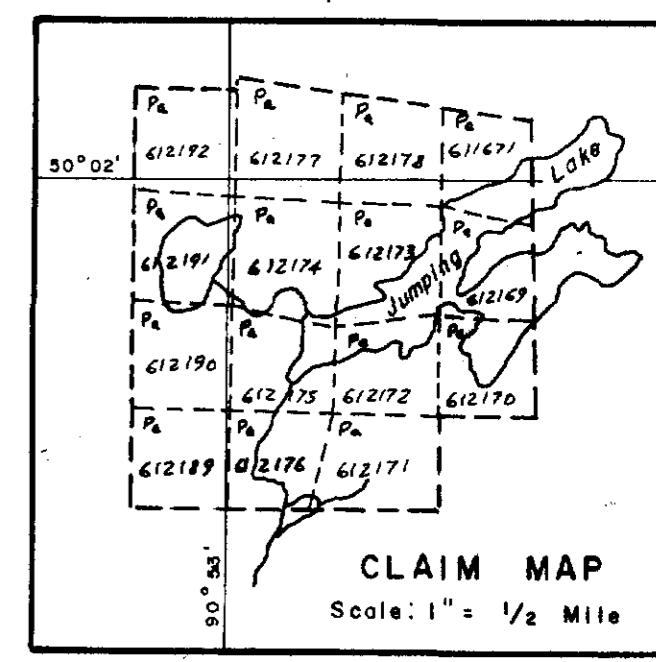 Pa Pa Pa Pa
612192 612177 612178 611671
50° 02'
Lake
Pa Pa Pa Pa
612191 612174 612173
Jumping
612169
Pa Pa Pa Pa
612190 612175 612172 612170
Pa Pa Pa
612189 612176 612171
90° 53'
CLAIM MAP
Scale: 1" = 1/2 Mile